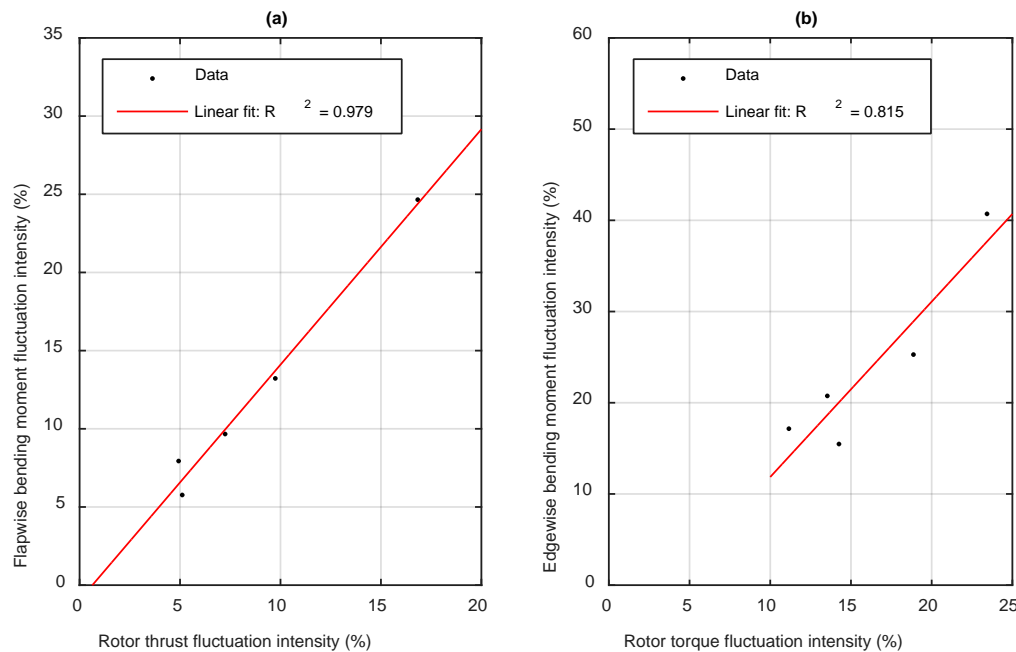 (a)
35
30
25
20
15
10
5
0
Flapwise bending moment fluctuation intensity (%)
Data
Linear fit: R 2 = 0.979
0 5 10 15 20
Rotor thrust fluctuation intensity (%)
(b)
60
50
40
30
20
10
0
Edgewise bending moment fluctuation intensity (%)
Data
Linear fit: R 2 = 0.815
0 5 10 15 20 25
Rotor torque fluctuation intensity (%)